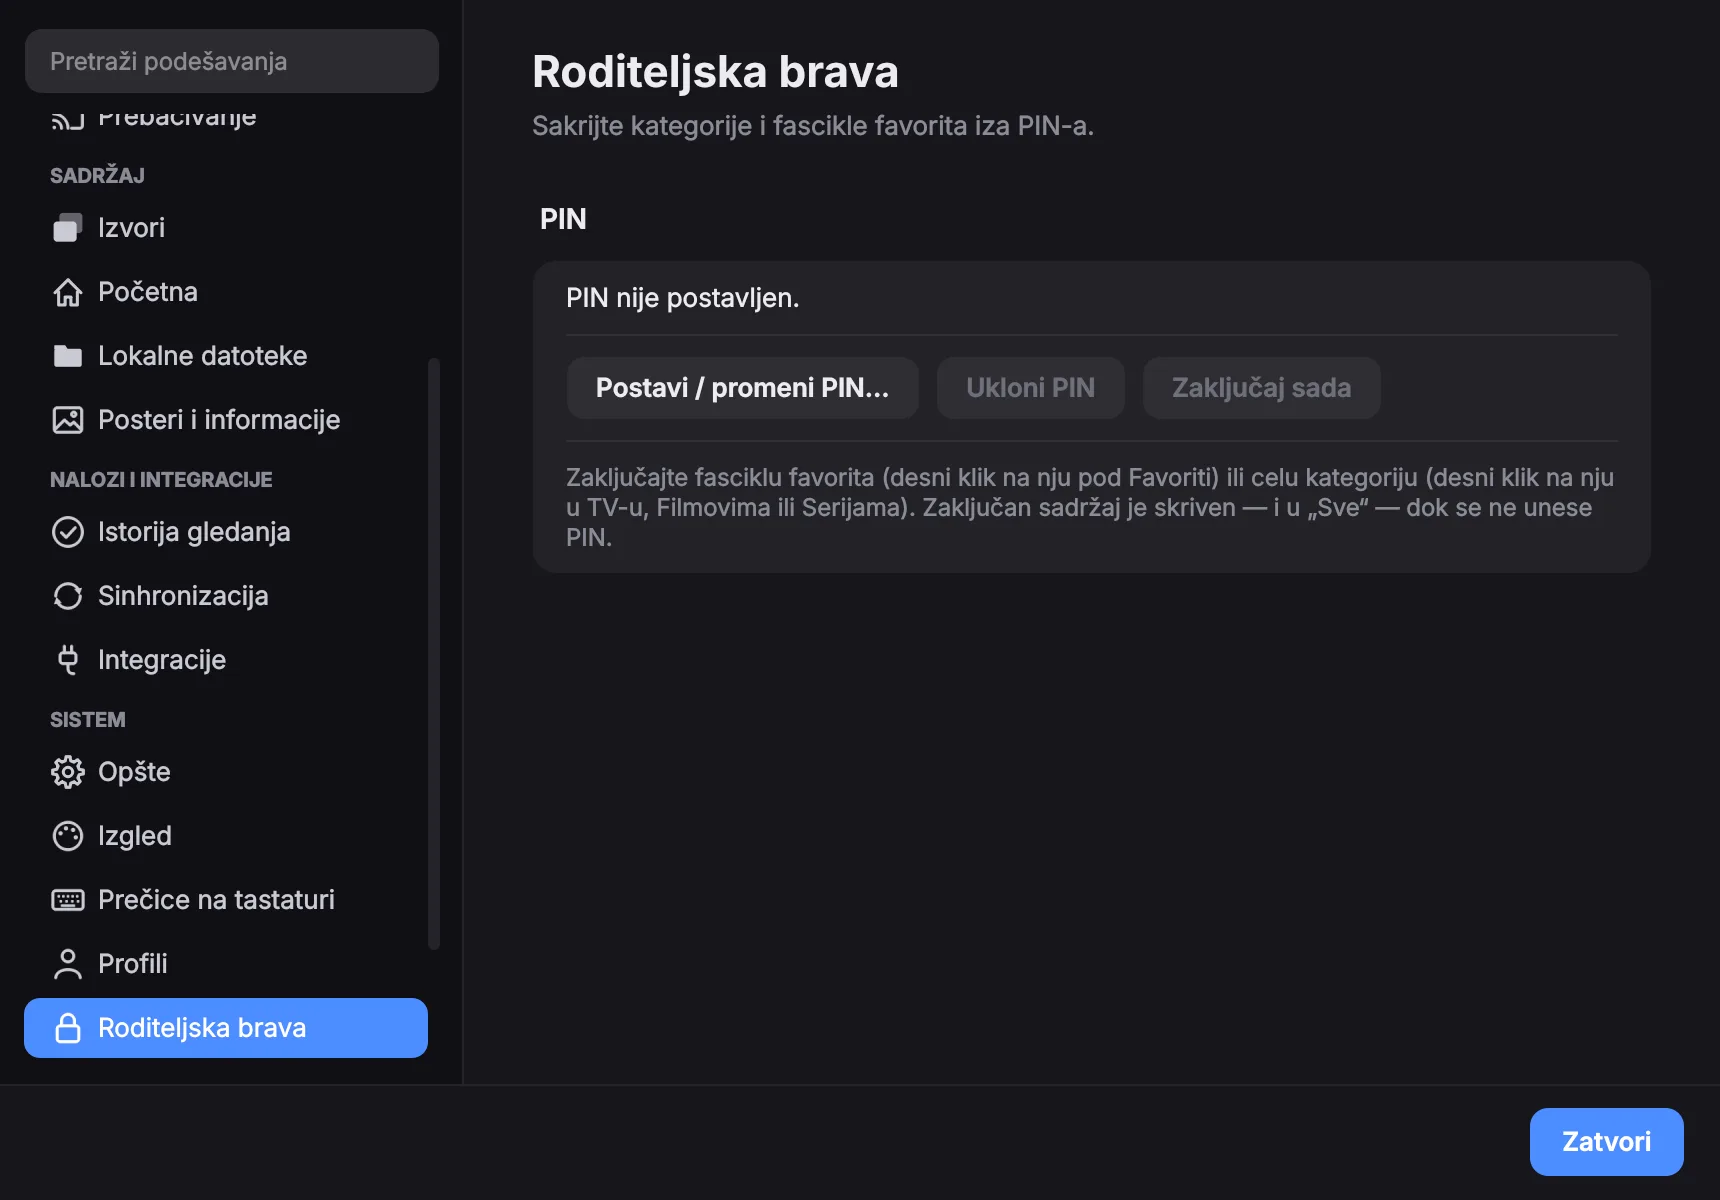 Pretraži podešavanja
Prebacivanje
SADRŽAJ
Izvori
Početna
Lokalne datoteke
Posteri i informacije
NALOZI I INTEGRACIJE
Istorija gledanja
Sinhronizacija
Integracije
SISTEM
Opšte
Izgled
Prečice na tastaturi
Profili
Roditeljska brava
Roditeljska brava
Sakrijte kategorije i fascikle favorita iza PIN-a.
PIN
PIN nije postavljen.
Postavi / promeni PIN...
Ukloni PIN
Zaključaj sada
Zaključajte fasciklu favorita (desni klik na nju pod Favoriti) ili celu kategoriju (desni klik na nju
u TV-u, Filmovima ili Serijama). Zaključan sadržaj je skriven — i u „Sve“ — dok se ne unese
PIN.
Zatvori